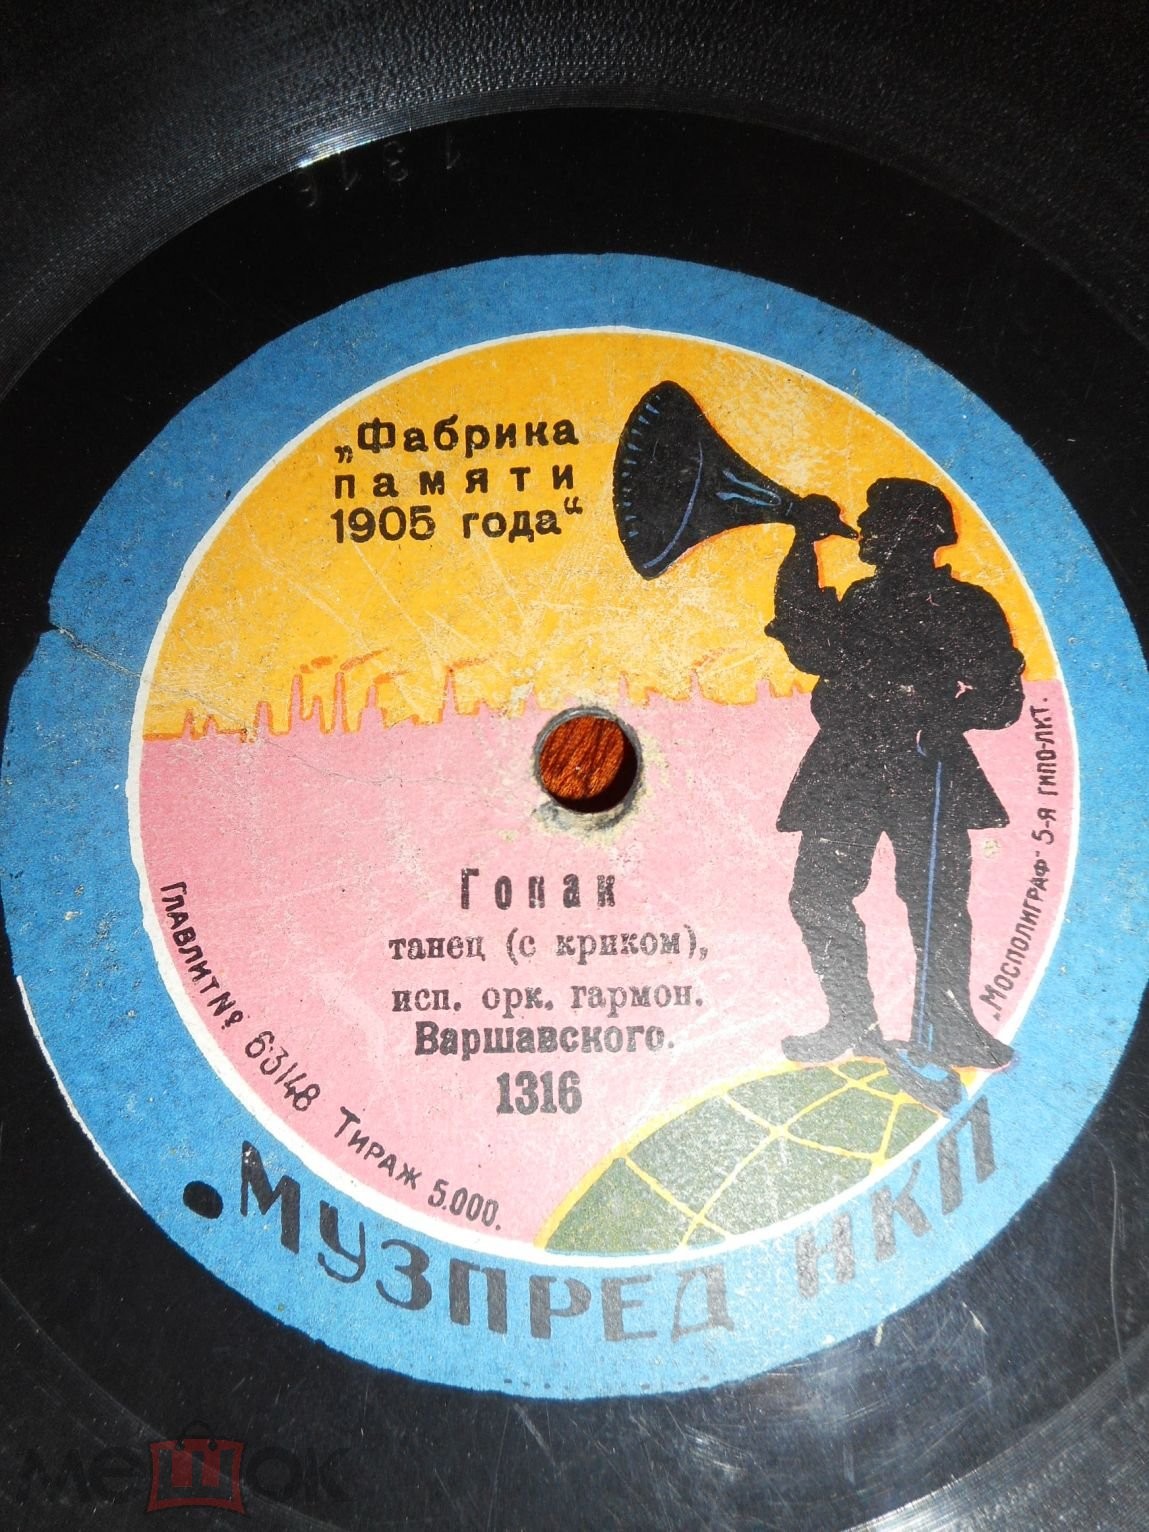 1316
„Фабрика
памяти
1905 года“
Гопак
танец (с криком),
исп. орк. гармон.
Варшавского.
1316
Главлит № 63148 Тираж 5.000.
„Мосполиграф" 5-я гипо-лит.
•МУЗПРЕД НКП
мешок